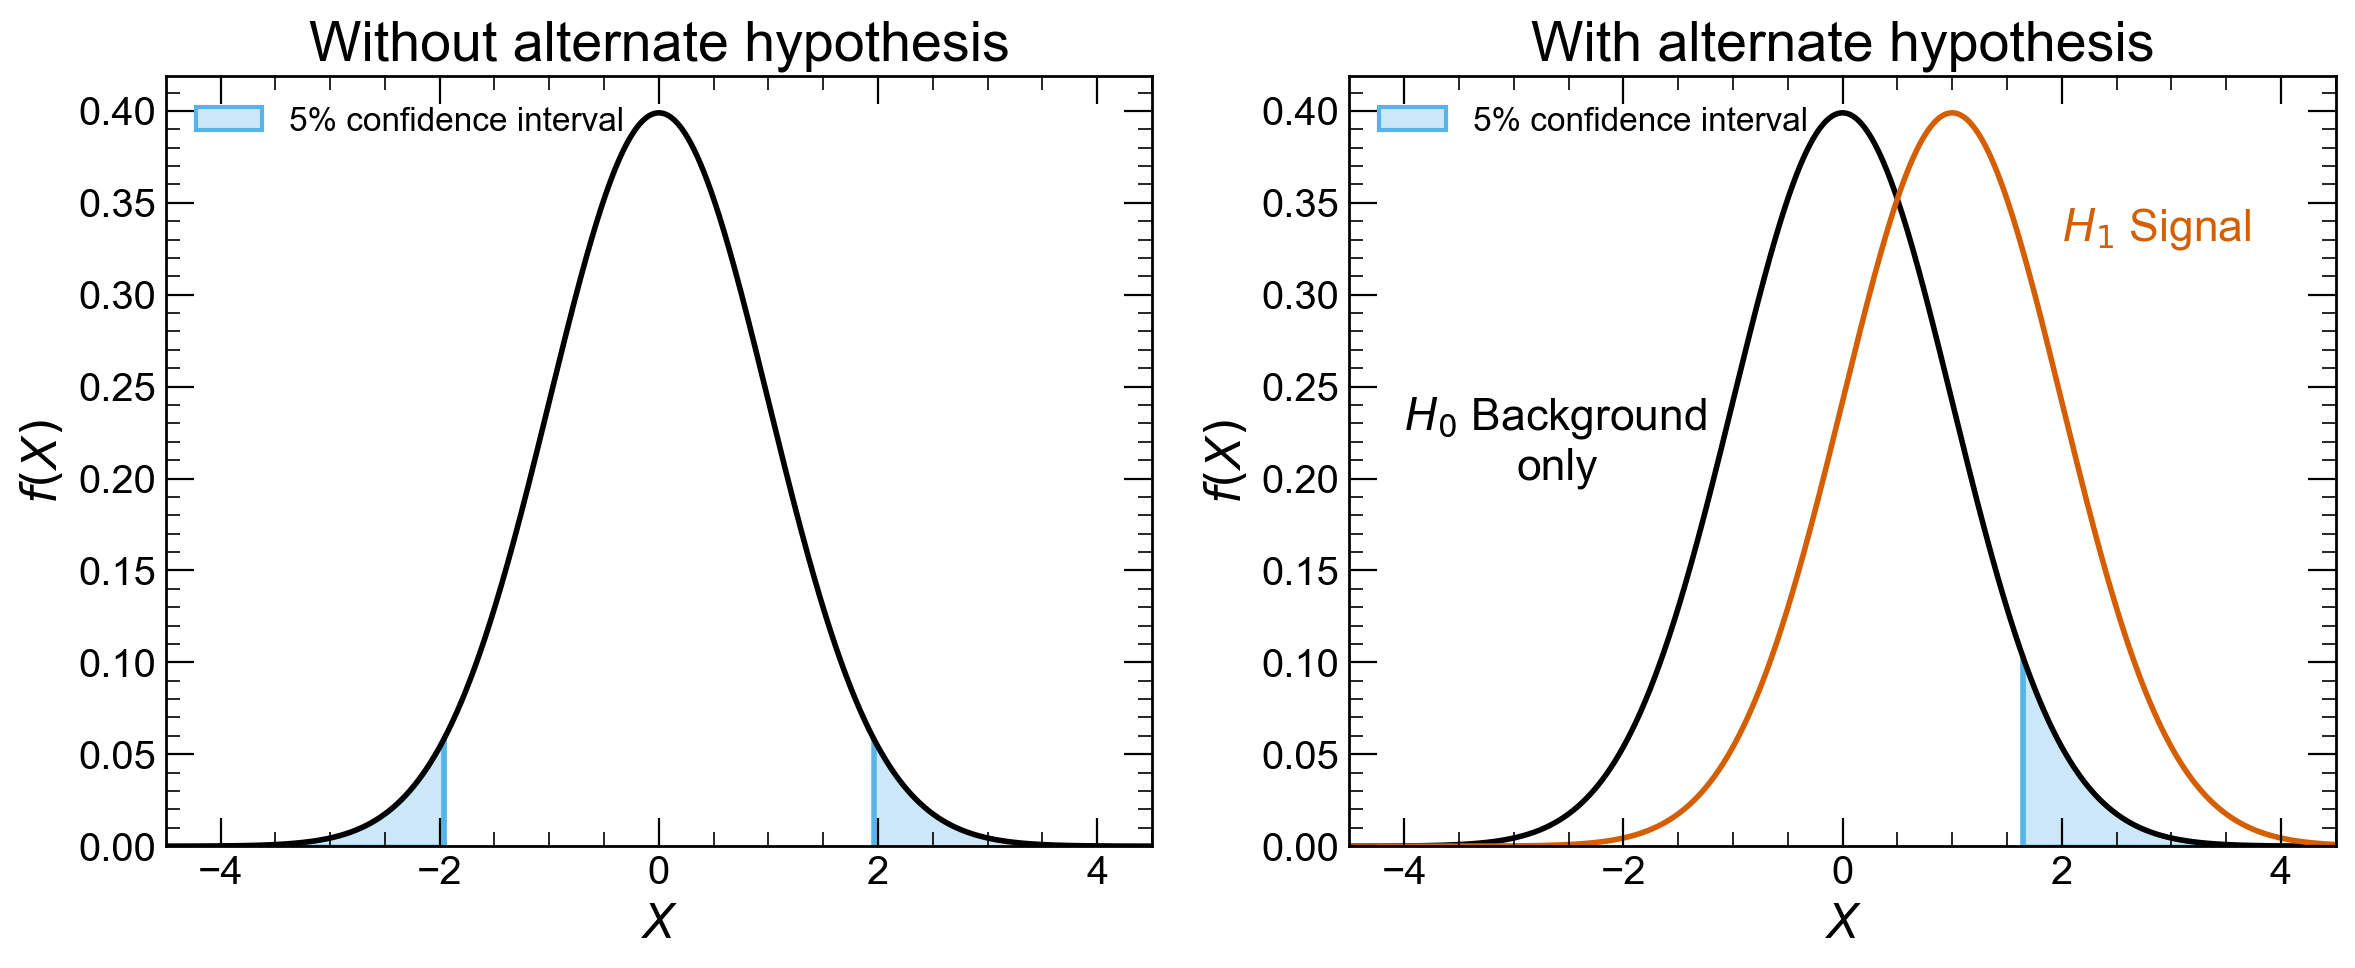 Without alternate hypothesis
5% confidence interval
0.40
0.35
0.30
0.25
0.20
0.15
0.10
0.05
0.00
f(X)
−4 −2 0 2 4
X
With alternate hypothesis
5% confidence interval
H₁ Signal
H₀ Background
only
0.40
0.35
0.30
0.25
0.20
0.15
0.10
0.05
0.00
f(X)
−4 −2 0 2 4
X